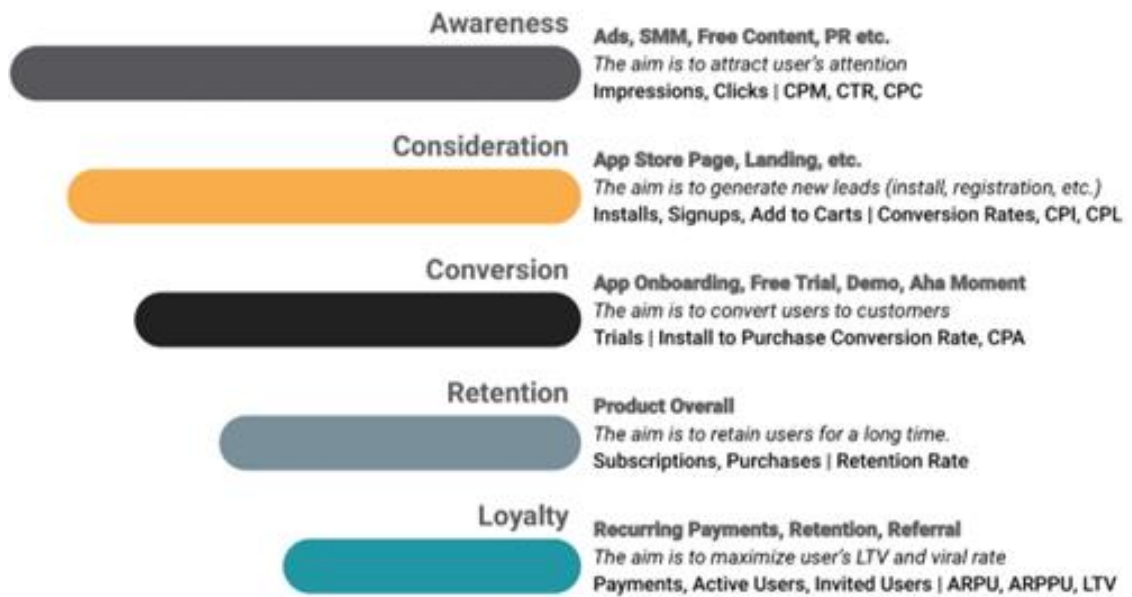 Awareness
Ads, SMM, Free Content, PR etc.
The aim is to attract user's attention
Impressions, Clicks | CPM, CTR, CPC
Consideration
App Store Page, Landing, etc.
The aim is to generate new leads (install, registration, etc.)
Installs, Signups, Add to Carts | Conversion Rates, CPI, CPL
Conversion
App Onboarding, Free Trial, Demo, Aha Moment
The aim is to convert users to customers
Trials | Install to Purchase Conversion Rate, CPA
Retention
Product Overall
The aim is to retain users for a long time.
Subscriptions, Purchases | Retention Rate
Loyalty
Recurring Payments, Retention, Referral
The aim is to maximize user's LTV and viral rate
Payments, Active Users, Invited Users | ARPU, ARPPU, LTV